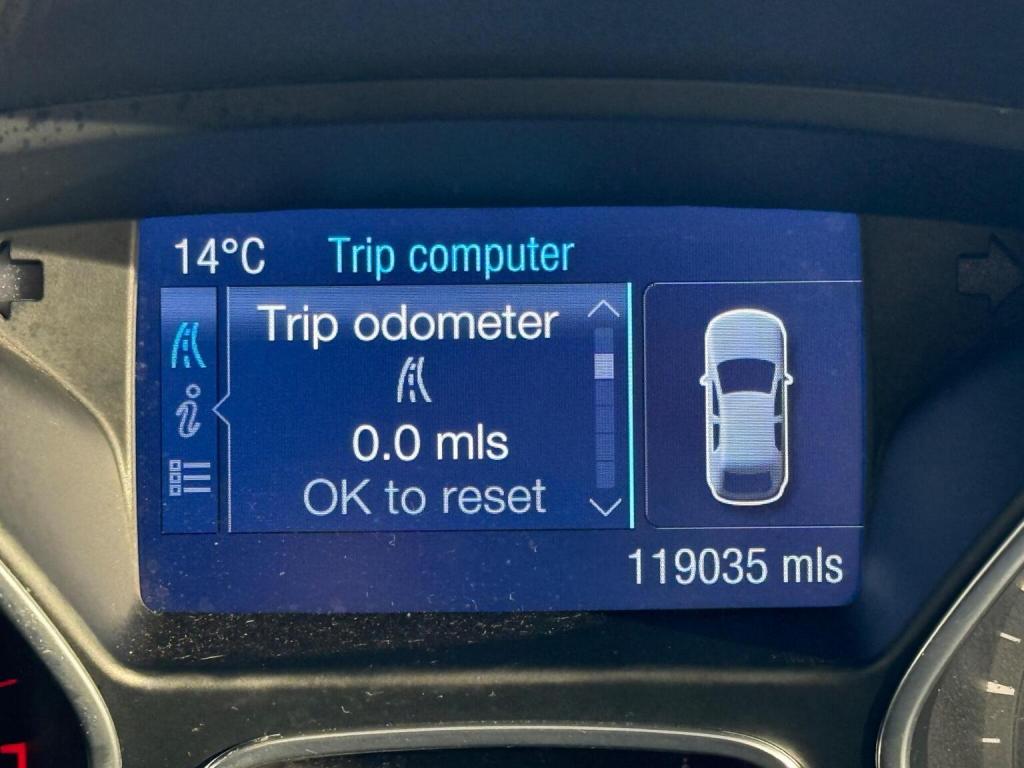 14°C Trip computer
Trip odometer
0.0 mls
OK to reset
119035 mls